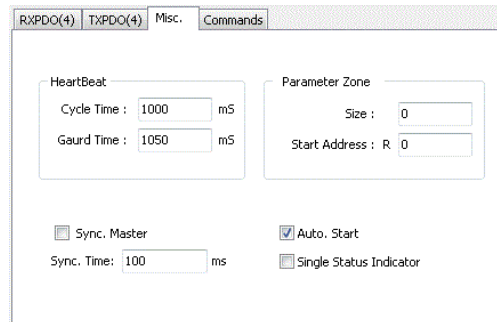 RXPDO(4) TXPDO(4) Misc. Commands
HeartBeat
Cycle Time : 1000 mS
Gaurd Time : 1050 mS
Parameter Zone
Size : 0
Start Address : R 0
Sync. Master
Sync. Time: 100 ms
Auto. Start
Single Status Indicator